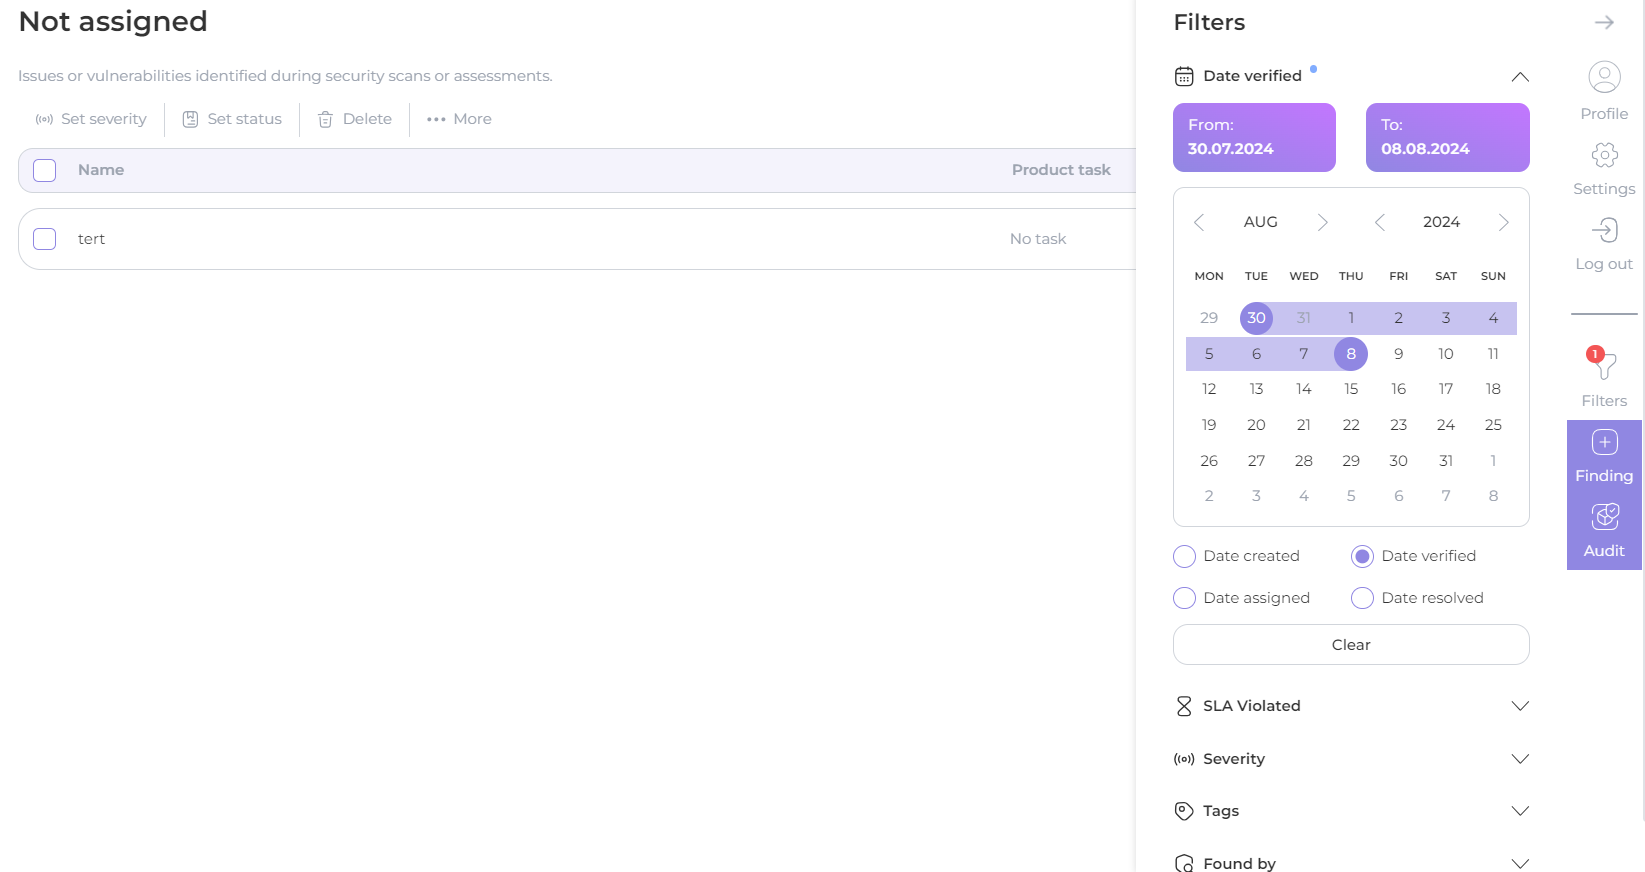 Not assigned
Issues or vulnerabilities identified during security scans or assessments.
Set severity Set status Delete More
Name Product task
tert No task
Filters
Date verified
From: To:
30.07.2024 08.08.2024
AUG 2024
MON TUE WED THU FRI SAT SUN
29 30 31 1 2 3 4
5 6 7 8 9 10 11
12 13 14 15 16 17 18
19 20 21 22 23 24 25
26 27 28 29 30 31 1
2 3 4 5 6 7 8
Date created Date verified
Date assigned Date resolved
Clear
SLA Violated
Severity
Tags
Found by
Profile
Settings
Log out
1
Filters
Finding
Audit